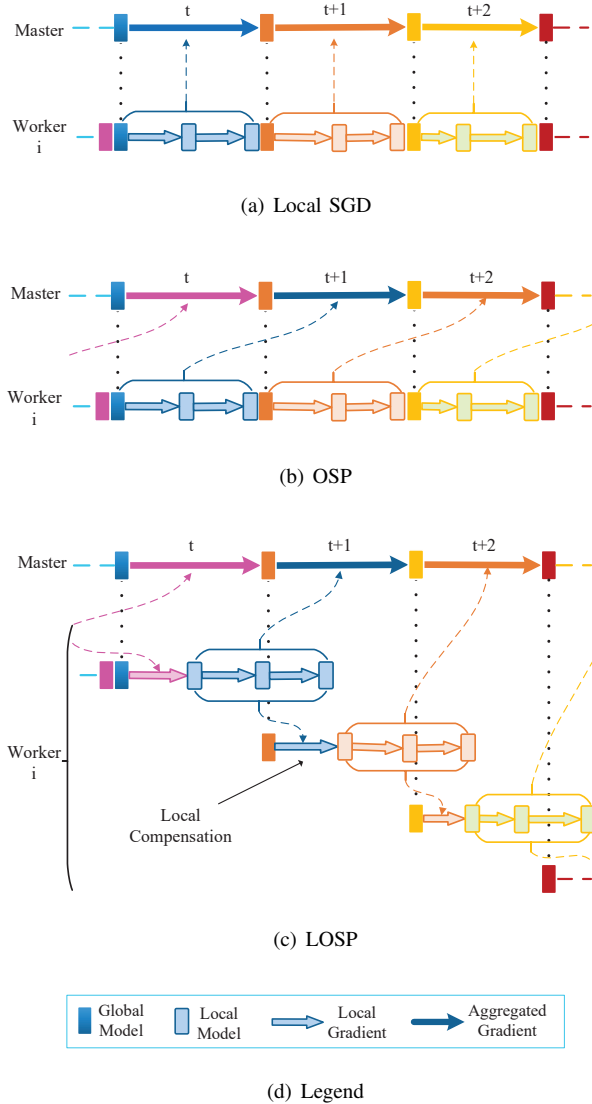 t
t+1
t+2
Master
Worker
i
(a) Local SGD
t
t+1
t+2
Master
Worker
i
(b) OSP
t
t+1
t+2
Master
Worker
i
Local
Compensation
(c) LOSP
Global
Model
Local
Model
Local
Gradient
Aggregated
Gradient
(d) Legend